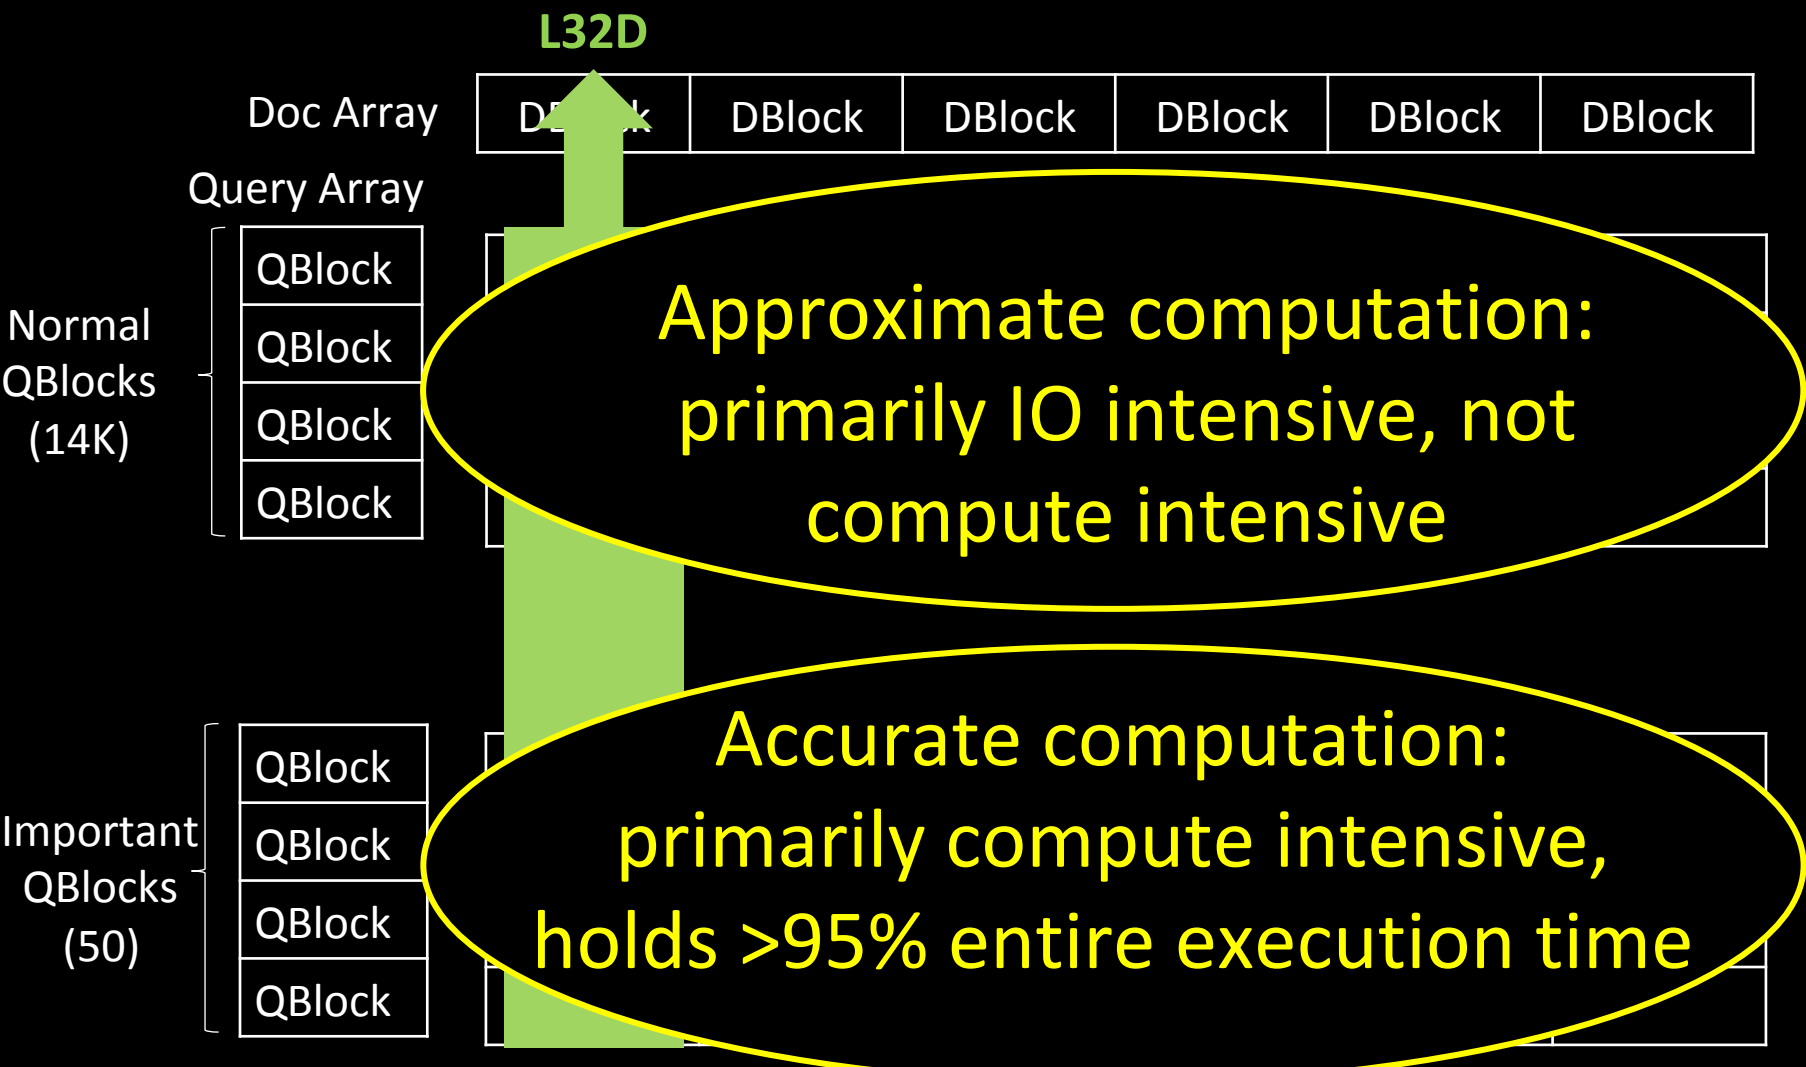 L32D
Doc Array
DBlock
DBlock
DBlock
DBlock
DBlock
Query Array
QBlock
QBlock
QBlock
QBlock
Normal
QBlocks
(14K)
Approximate computation:
primarily IO intensive, not
compute intensive
QBlock
QBlock
QBlock
QBlock
Important
QBlocks
(50)
Accurate computation:
primarily compute intensive,
holds >95% entire execution time